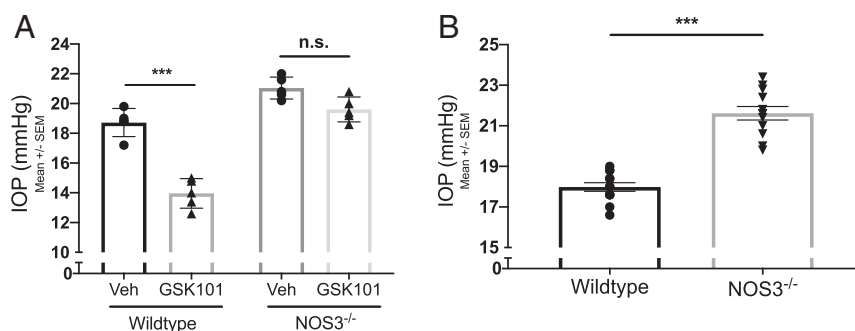 A
IOP (mmHg)
Mean +/- SEM
24
22
20
18
16
14
12
10
0
***
n.s.
Veh GSK101 Veh GSK101
Wildtype NOS3-/-
B
IOP (mmHg)
Mean +/- SEM
25
23
21
19
17
15
0
***
Wildtype NOS3-/-